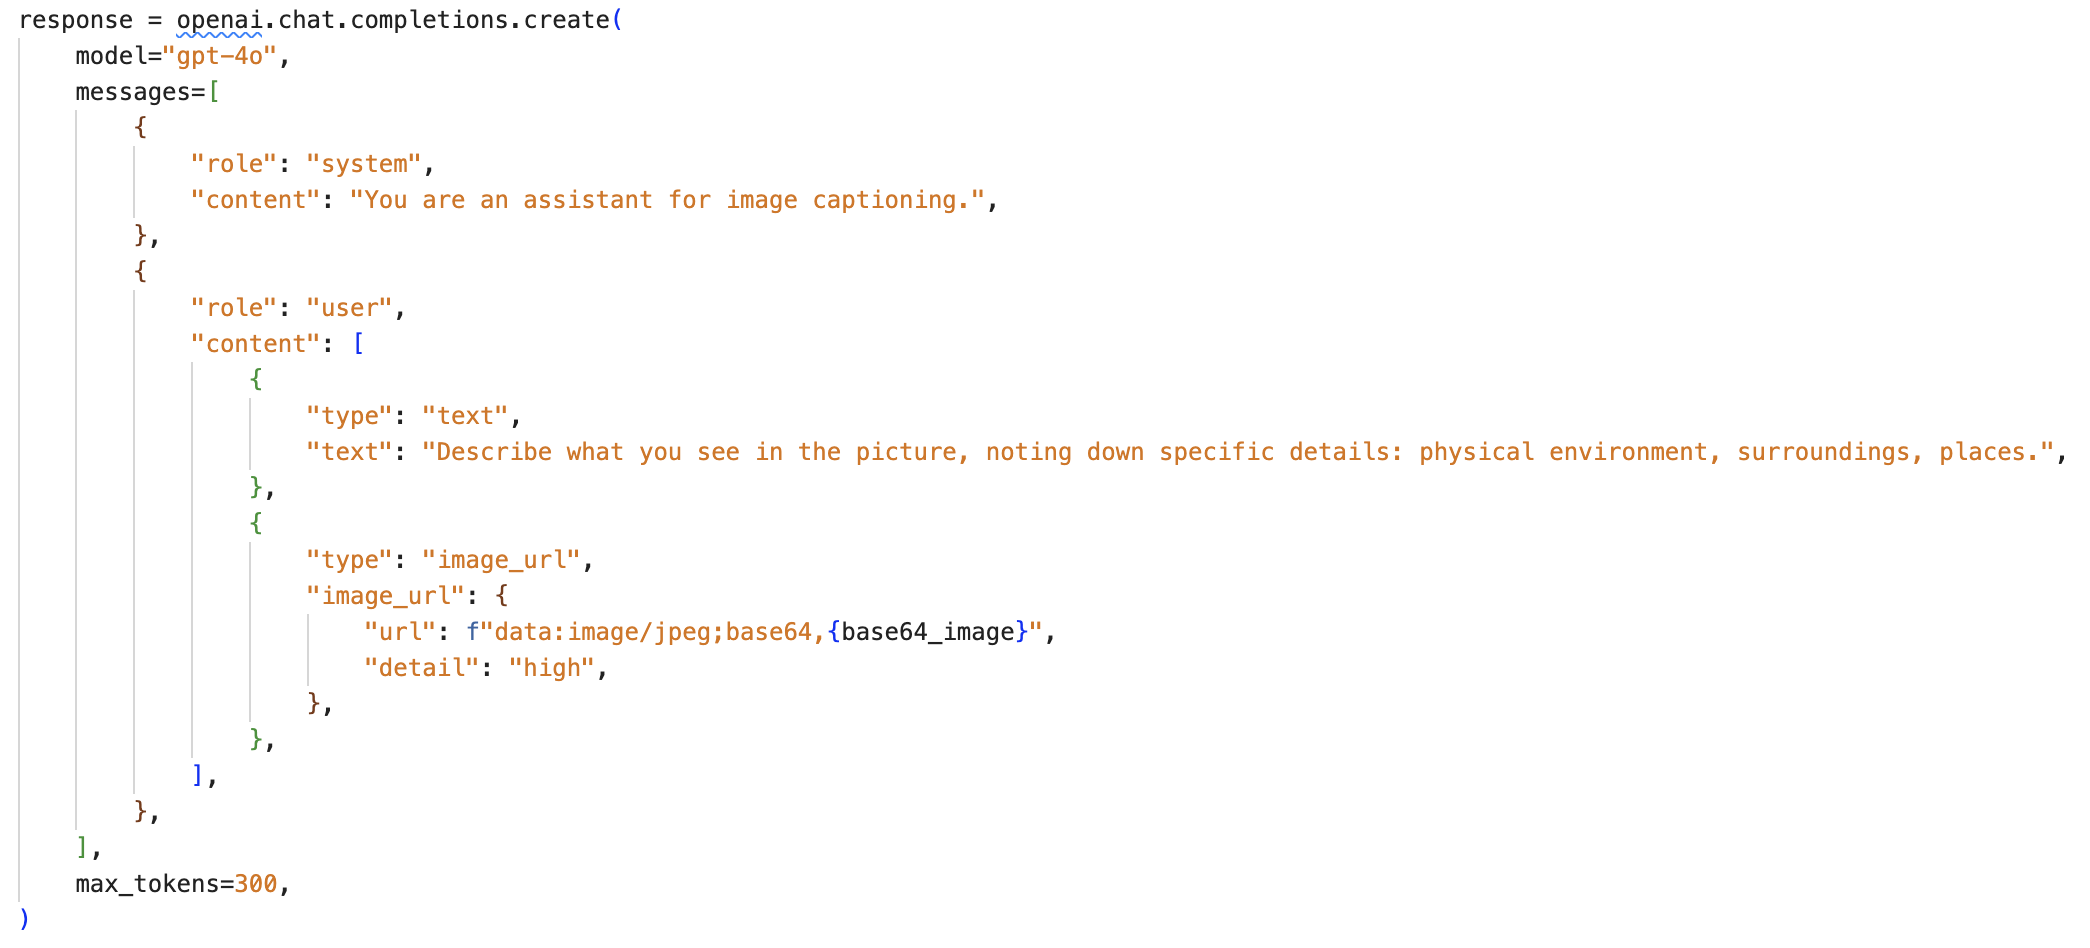 response = openai.chat.completions.create(
    model="gpt-4o",
    messages=[
        {
            "role": "system",
            "content": "You are an assistant for image captioning.",
        },
        {
            "role": "user",
            "content": [
                {
                    "type": "text",
                    "text": "Describe what you see in the picture, noting down specific details: physical environment, surroundings, places.",
                },
                {
                    "type": "image_url",
                    "image_url": {
                        "url": f"data:image/jpeg;base64,{base64_image}",
                        "detail": "high",
                    },
                },
            ],
        },
    ],
    max_tokens=300,
)